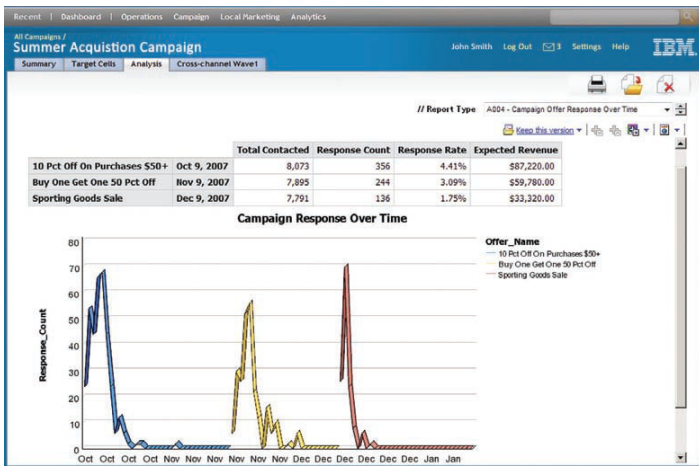 Recent | Dashboard | Operations Campaign Local Marketing Analytics
All Campaigns /
Summer Acquistion Campaign
John Smith Log Out 3 Settings Help IBM
Summary Target Cells Analysis Cross-channel Wave1
// Report Type A004 - Campaign Offer Response Over Time
Keep this version
Total Contacted Response Count Response Rate Expected Revenue
10 Pct Off On Purchases $50+ Oct 9, 2007 8,073 356 4.41% $87,220.00
Buy One Get One 50 Pct Off Nov 9, 2007 7,895 244 3.09% $59,780.00
Sporting Goods Sale Dec 9, 2007 7,791 136 1.75% $33,320.00
Campaign Response Over Time
Offer_Name
10 Pct Off On Purchases $50+
Buy One Get One 50 Pct Off
Sporting Goods Sale
Response_Count
80
70
60
50
40
30
20
10
0
Oct Oct Oct Oct Nov Nov Nov Nov Nov Nov Dec Dec Dec Dec Dec Dec Jan Jan